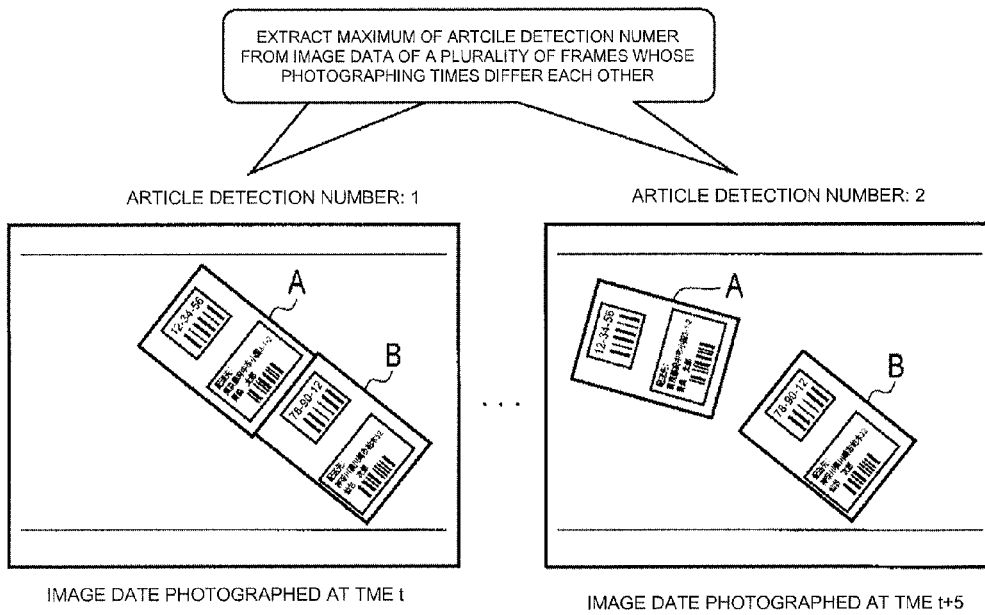 EXTRACT MAXIMUM OF ARTCILE DETECTION NUMER
FROM IMAGE DATA OF A PLURALITY OF FRAMES WHOSE
PHOTOGRAPHING TIMES DIFFER EACH OTHER
ARTICLE DETECTION NUMBER: 1
ARTICLE DETECTION NUMBER: 2
A
12-34-56
B
78-90-12
. . .
A
12-34-56
B
78-90-12
IMAGE DATE PHOTOGRAPHED AT TME t
IMAGE DATE PHOTOGRAPHED AT TME t+5